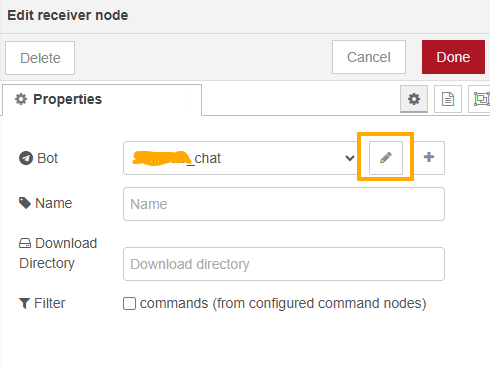 Edit receiver node
Delete
Cancel
Done
Properties
Bot
_chat
Name
Name
Download
Directory
Download directory
Filter
commands (from configured command nodes)